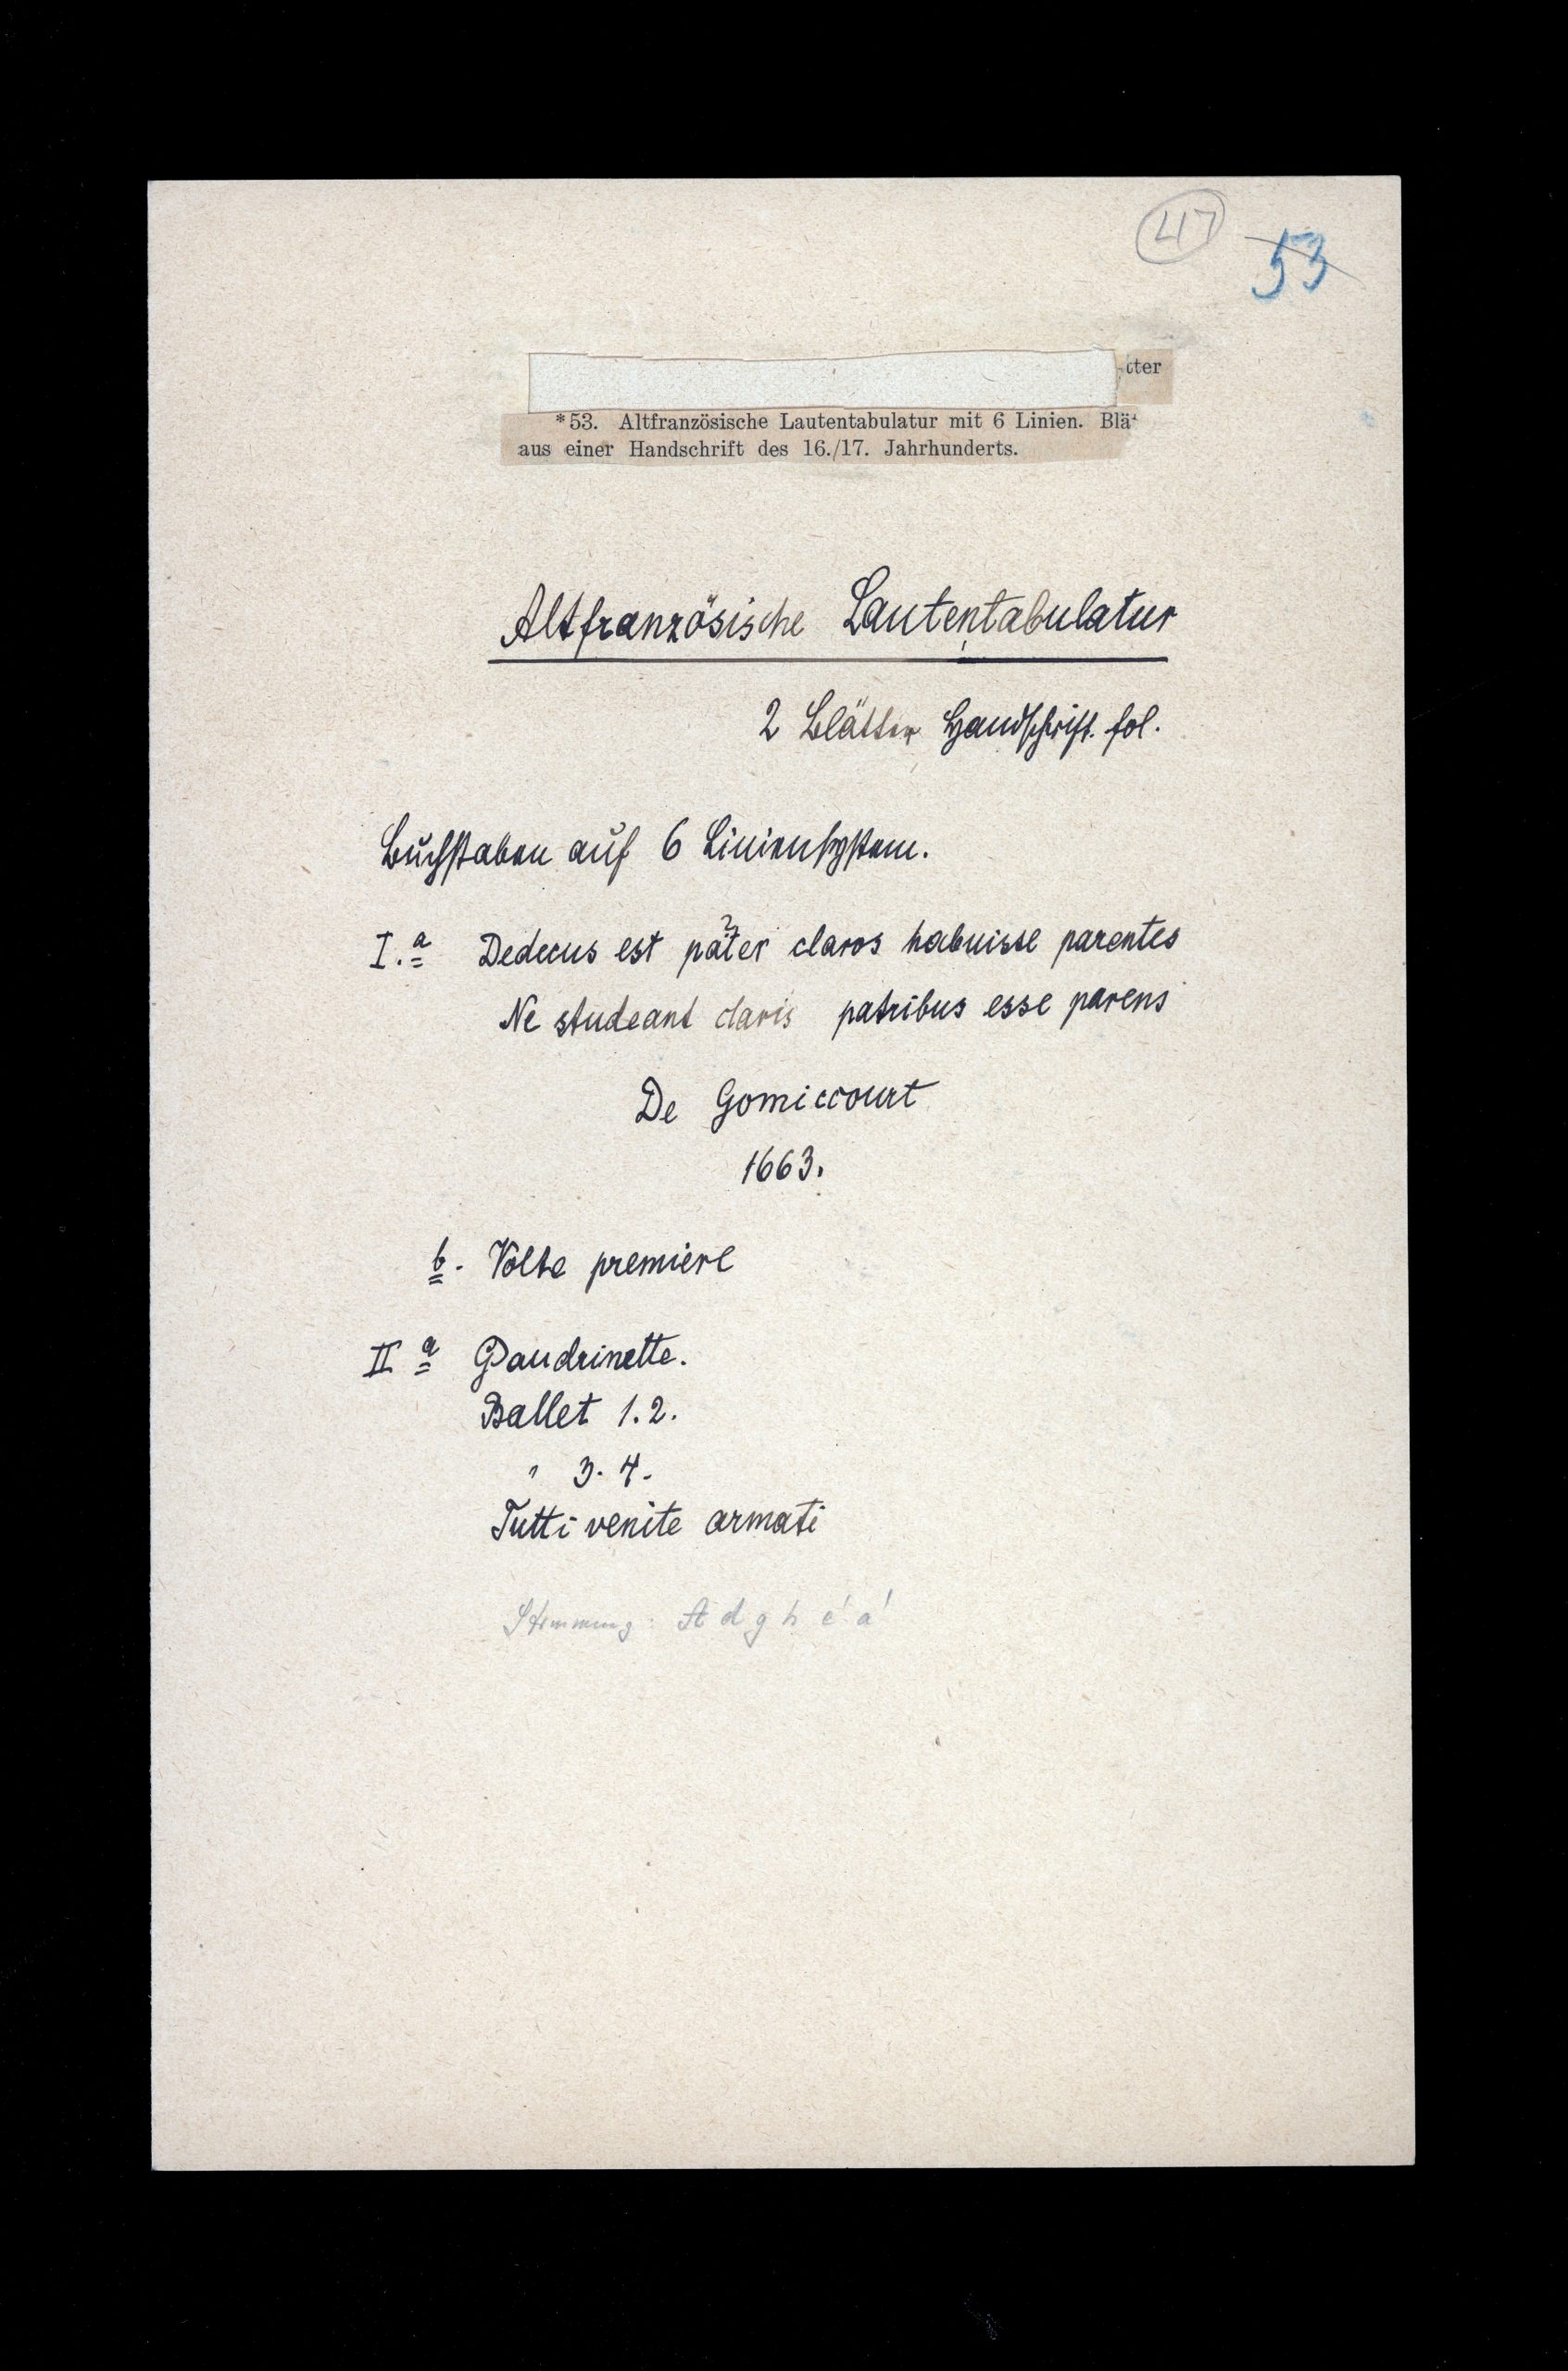 47
53
tter
*53. Altfranzösische Lautentabulatur mit 6 Linien. Blä
aus einer Handschrift des 16./17. Jahrhunderts.
Altfranzösische Lautentabulatur
2 Blätter Handschrift. fol.
Buchstaben auf 6 Liniensystem.
I. a Dedecus est pater claros habuisse parentes
?
Ne studeant claris patribus esse parens
De Gomiccourt
1663.
b. Volte premiere
II a Gaudrinette.
Ballet 1. 2.
" 3. 4.
Tutti venite armati
Stimmung: A d g h e' a'